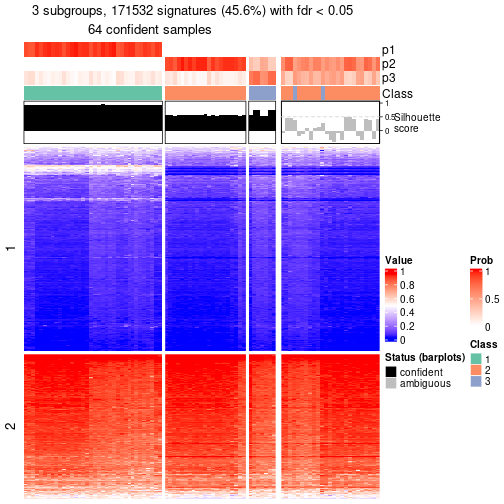 3 subgroups, 171532 signatures (45.6%) with fdr < 0.05
64 confident samples
p1
p2
p3
Class
1
0.5
0
Silhouette
score
1
2
Value
1
0.8
0.6
0.4
0.2
0
Prob
1
0.5
0
Status (barplots)
confident
ambiguous
Class
1
2
3